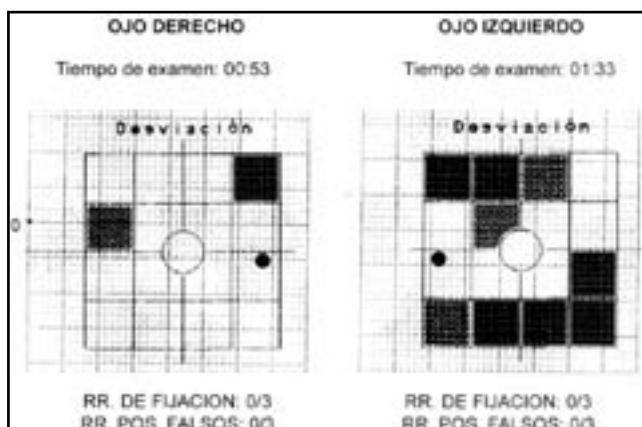 OJO DERECHO
Tiempo de examen: 00:53
Desviación
0°
RR. DE FIJACION: 0/3
RR. POS. FALSOS: 0/3
OJO IZQUIERDO
Tiempo de examen: 01:33
Desviación
RR. DE FIJACION: 0/3
RR. POS. FALSOS: 0/3